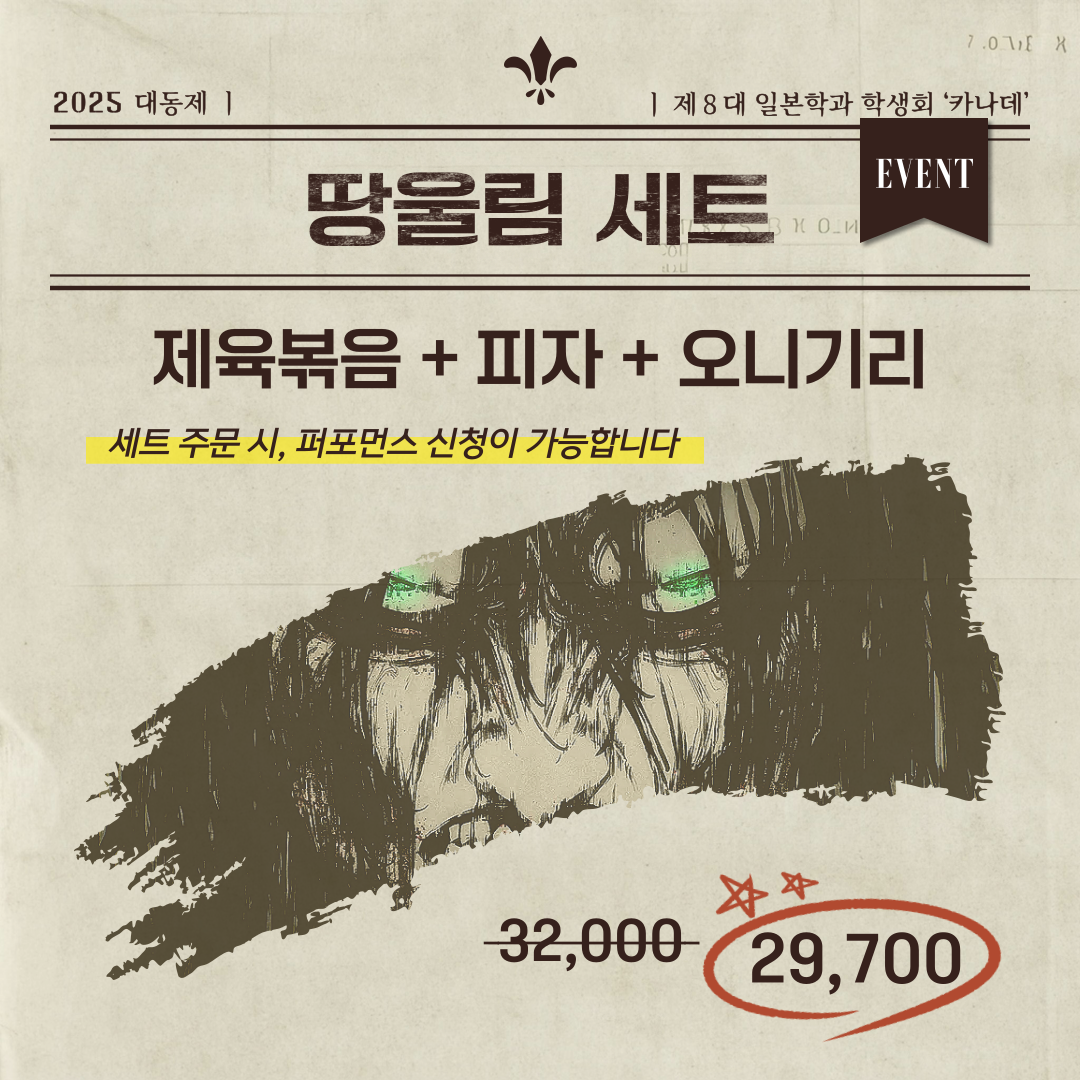 2025 대동제 |
| 제8대 일본학과 학생회 ‘카나데’
EVENT
땅울림 세트
제육볶음 + 피자 + 오니기리
세트 주문 시, 퍼포먼스 신청이 가능합니다
32,000
29,700